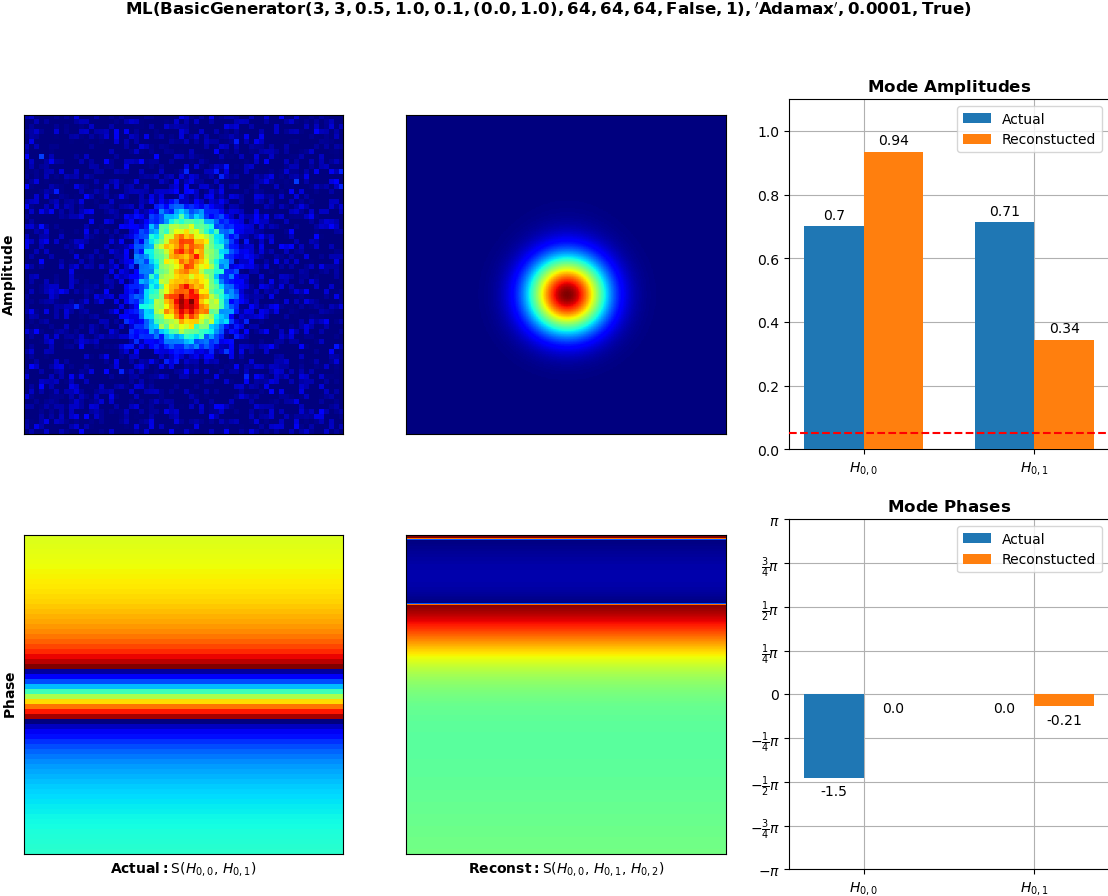 ML(BasicGenerator(3, 3, 0.5, 1.0, 0.1, (0.0, 1.0), 64, 64, 64, False, 1), ′Adamax′, 0.0001, True)
Amplitude
Mode Amplitudes
Actual
Reconstucted
1.0
0.8
0.6
0.4
0.2
0.0
0.7
0.94
0.71
0.34
H0,0
H0,1
Phase
Actual: S(H0,0, H0,1)
Reconst: S(H0,0, H0,1, H0,2)
Mode Phases
Actual
Reconstucted
π
3/4π
1/2π
1/4π
0
−1/4π
−1/2π
−3/4π
−π
-1.5
0.0
0.0
-0.21
H0,0
H0,1